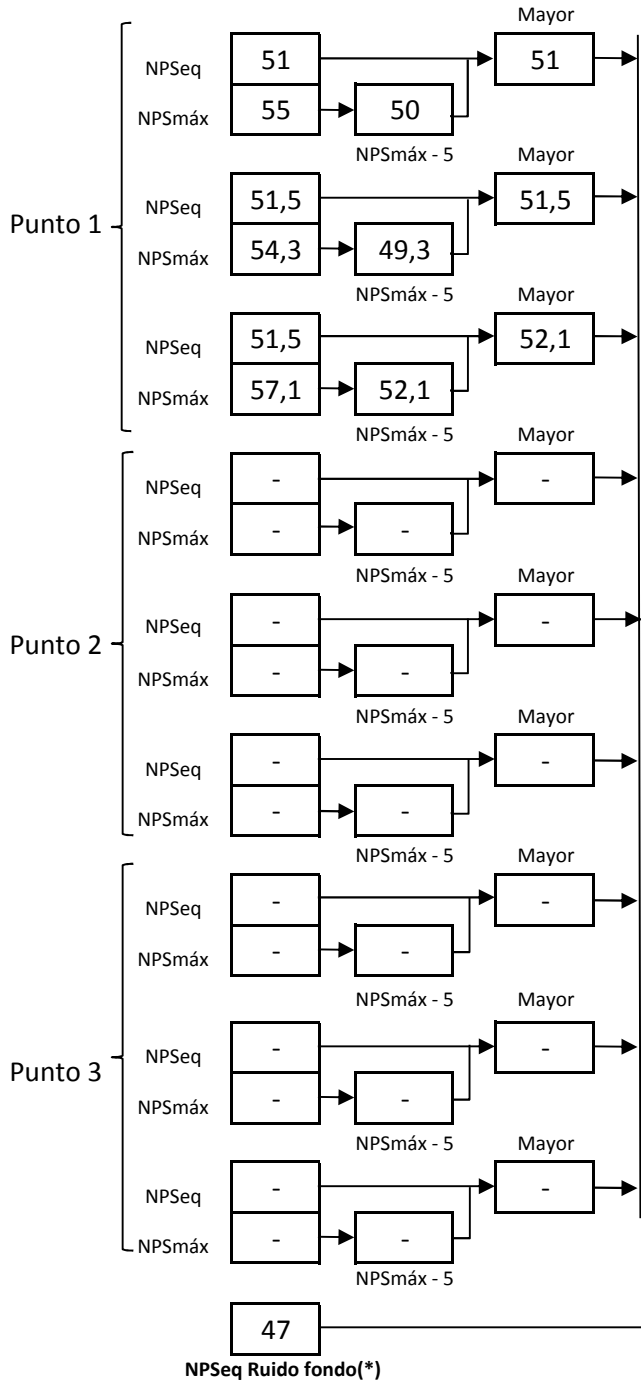 Mayor
NPSeq 51 51
NPSmáx 55 50
NPSmáx - 5 Mayor
Punto 1
NPSeq 51,5 51,5
NPSmáx 54,3 49,3
NPSmáx - 5 Mayor
NPSeq 51,5 52,1
NPSmáx 57,1 52,1
NPSmáx - 5 Mayor
NPSeq - -
NPSmáx - -
NPSmáx - 5 Mayor
Punto 2
NPSeq - -
NPSmáx - -
NPSmáx - 5 Mayor
NPSeq - -
NPSmáx - -
NPSmáx - 5 Mayor
NPSeq - -
NPSmáx - -
NPSmáx - 5 Mayor
Punto 3
NPSeq - -
NPSmáx - -
NPSmáx - 5 Mayor
NPSeq - -
NPSmáx - -
NPSmáx - 5
47
NPSeq Ruido fondo(*)